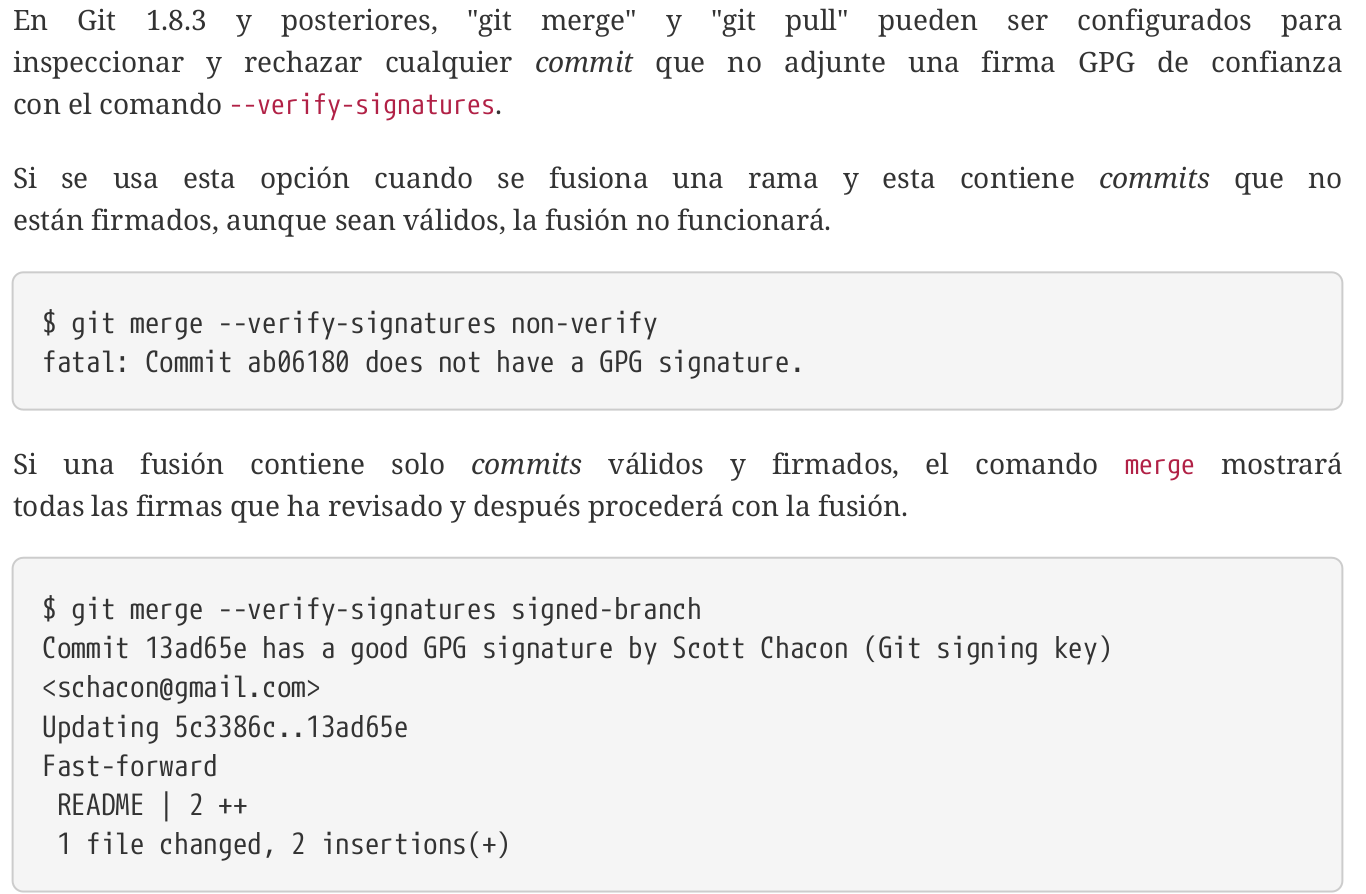 En Git 1.8.3 y posteriores, "git merge" y "git pull" pueden ser configurados para
inspeccionar y rechazar cualquier commit que no adjunte una firma GPG de confianza
con el comando --verify-signatures.
Si se usa esta opción cuando se fusiona una rama y esta contiene commits que no
están firmados, aunque sean válidos, la fusión no funcionará.
$ git merge --verify-signatures non-verify
fatal: Commit ab06180 does not have a GPG signature.
Si una fusión contiene solo commits válidos y firmados, el comando merge mostrará
todas las firmas que ha revisado y después procederá con la fusión.
$ git merge --verify-signatures signed-branch
Commit 13ad65e has a good GPG signature by Scott Chacon (Git signing key)
<schacon@gmail.com>
Updating 5c3386c..13ad65e
Fast-forward
 README | 2 ++
 1 file changed, 2 insertions(+)